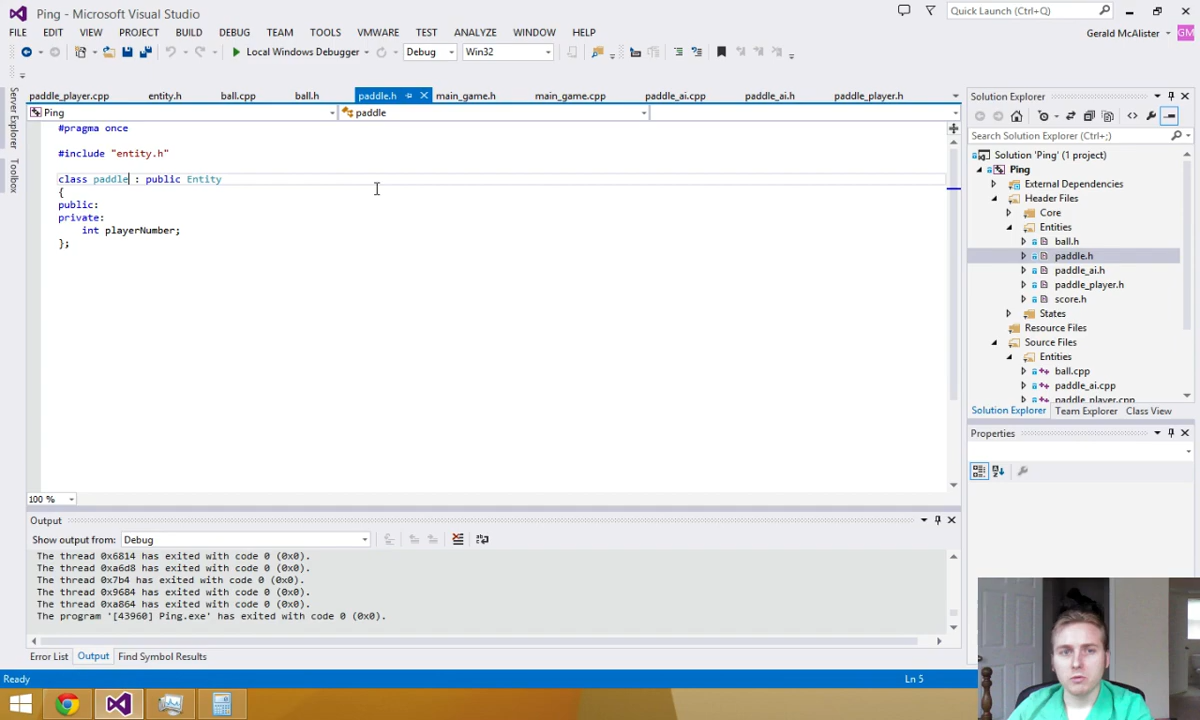 Ping - Microsoft Visual Studio
Quick Launch (Ctrl+Q)
FILE EDIT VIEW PROJECT BUILD DEBUG TEAM TOOLS VMWARE TEST ANALYZE WINDOW HELP
Gerald McAlister GM
Local Windows Debugger Debug Win32
Server Explorer
Toolbox
paddle_player.cpp entity.h ball.cpp ball.h paddle.h main_game.h main_game.cpp paddle_ai.cpp paddle_ai.h paddle_player.h
Ping paddle
#pragma once
#include "entity.h"
class paddle : public Entity
{
public:
private:
int playerNumber;
};
100 %
Solution Explorer
Search Solution Explorer (Ctrl+;)
Solution 'Ping' (1 project)
Ping
External Dependencies
Header Files
Core
Entities
ball.h
paddle.h
paddle_ai.h
paddle_player.h
score.h
States
Resource Files
Source Files
Entities
ball.cpp
paddle_ai.cpp
paddle_player.cpp
Solution Explorer Team Explorer Class View
Properties
Output
Show output from: Debug
The thread 0x6814 has exited with code 0 (0x0).
The thread 0xa6d8 has exited with code 0 (0x0).
The thread 0x7b4 has exited with code 0 (0x0).
The thread 0x9684 has exited with code 0 (0x0).
The thread 0xa864 has exited with code 0 (0x0).
The program '[43960] Ping.exe' has exited with code 0 (0x0).
Error List Output Find Symbol Results
Ready Ln 5